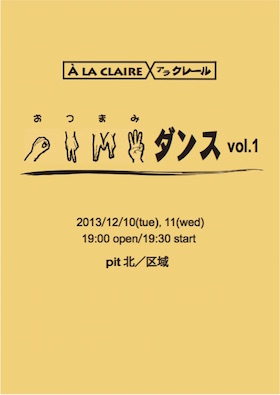 À LA CLAIRE アラクレール
おつまみ
ダンス vol.1
2013/12/10(tue), 11(wed)
19:00 open/19:30 start
pit 北／区域